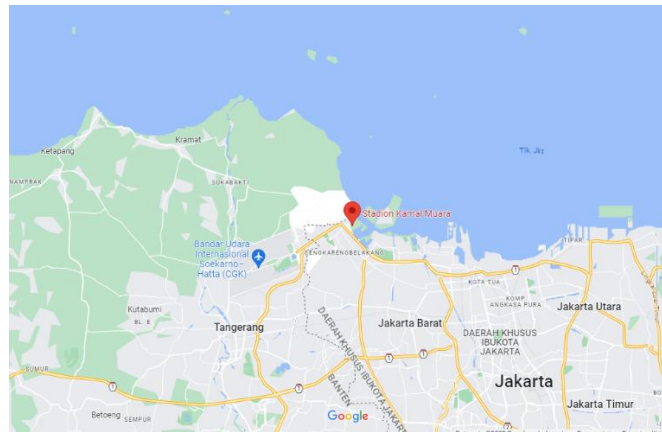 Ketapang
Kramat
SUKABAKTI
Stadion Kamal Muara
Tlk Jkt
Bandar Udara
Internasional
Soekarno-
Hatta (CGK)
CENGKARENGBELAKANG
TIPAR
KOTA TUA
KOMP.
ANGKASA PURA
Jakarta Utara
Kutabumi
BL. E
Tangerang
Jakarta Barat
DAERAH KHUSUS
IBUKOTA
JAKARTA
DAERAH KHUSUS IBUKOTA JAKARTA
BANTEN
SUMUR
Jakarta
Betoeng
SEMPUR
Google
Jakarta Timur